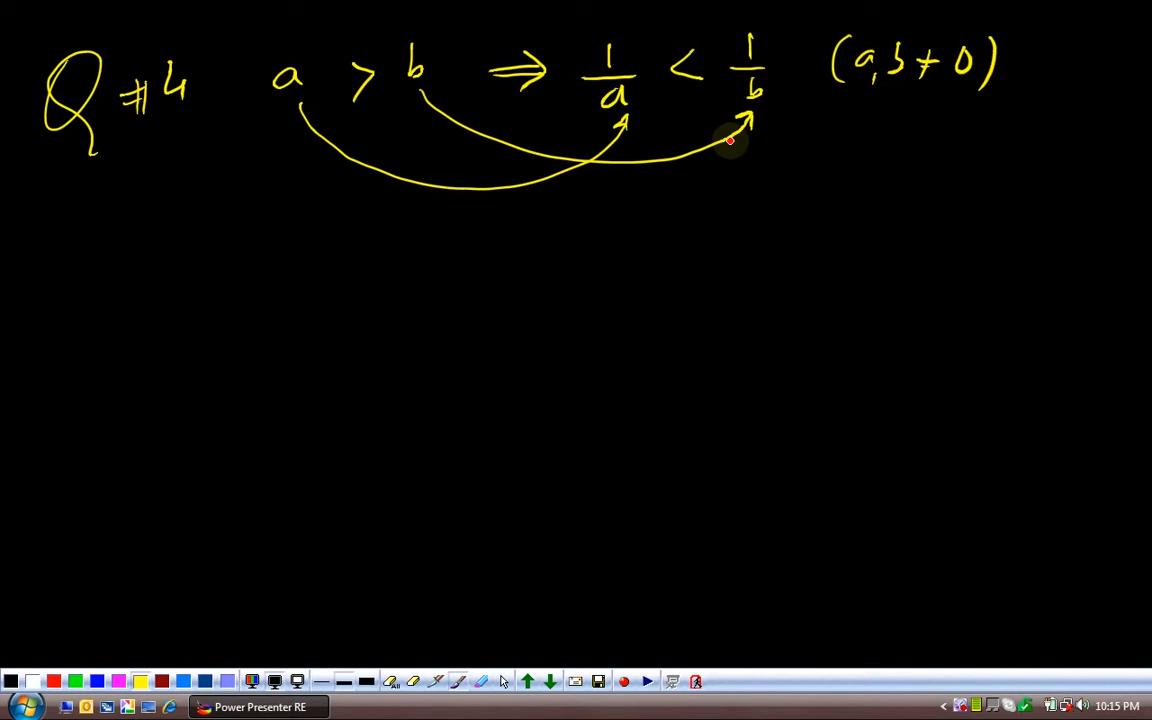 Q #4 a > b ⇒ 1/a < 1/b (a, b ≠ 0)
Power Presenter RE
10:15 PM